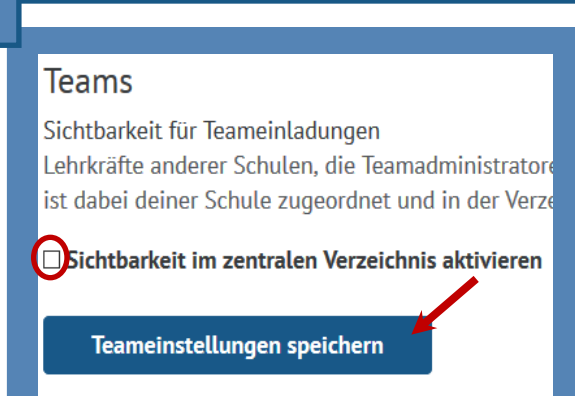 Teams
Sichtbarkeit für Teameinladungen
Lehrkräfte anderer Schulen, die Teamadministratore
ist dabei deiner Schule zugeordnet und in der Verze
Sichtbarkeit im zentralen Verzeichnis aktivieren
Teameinstellungen speichern